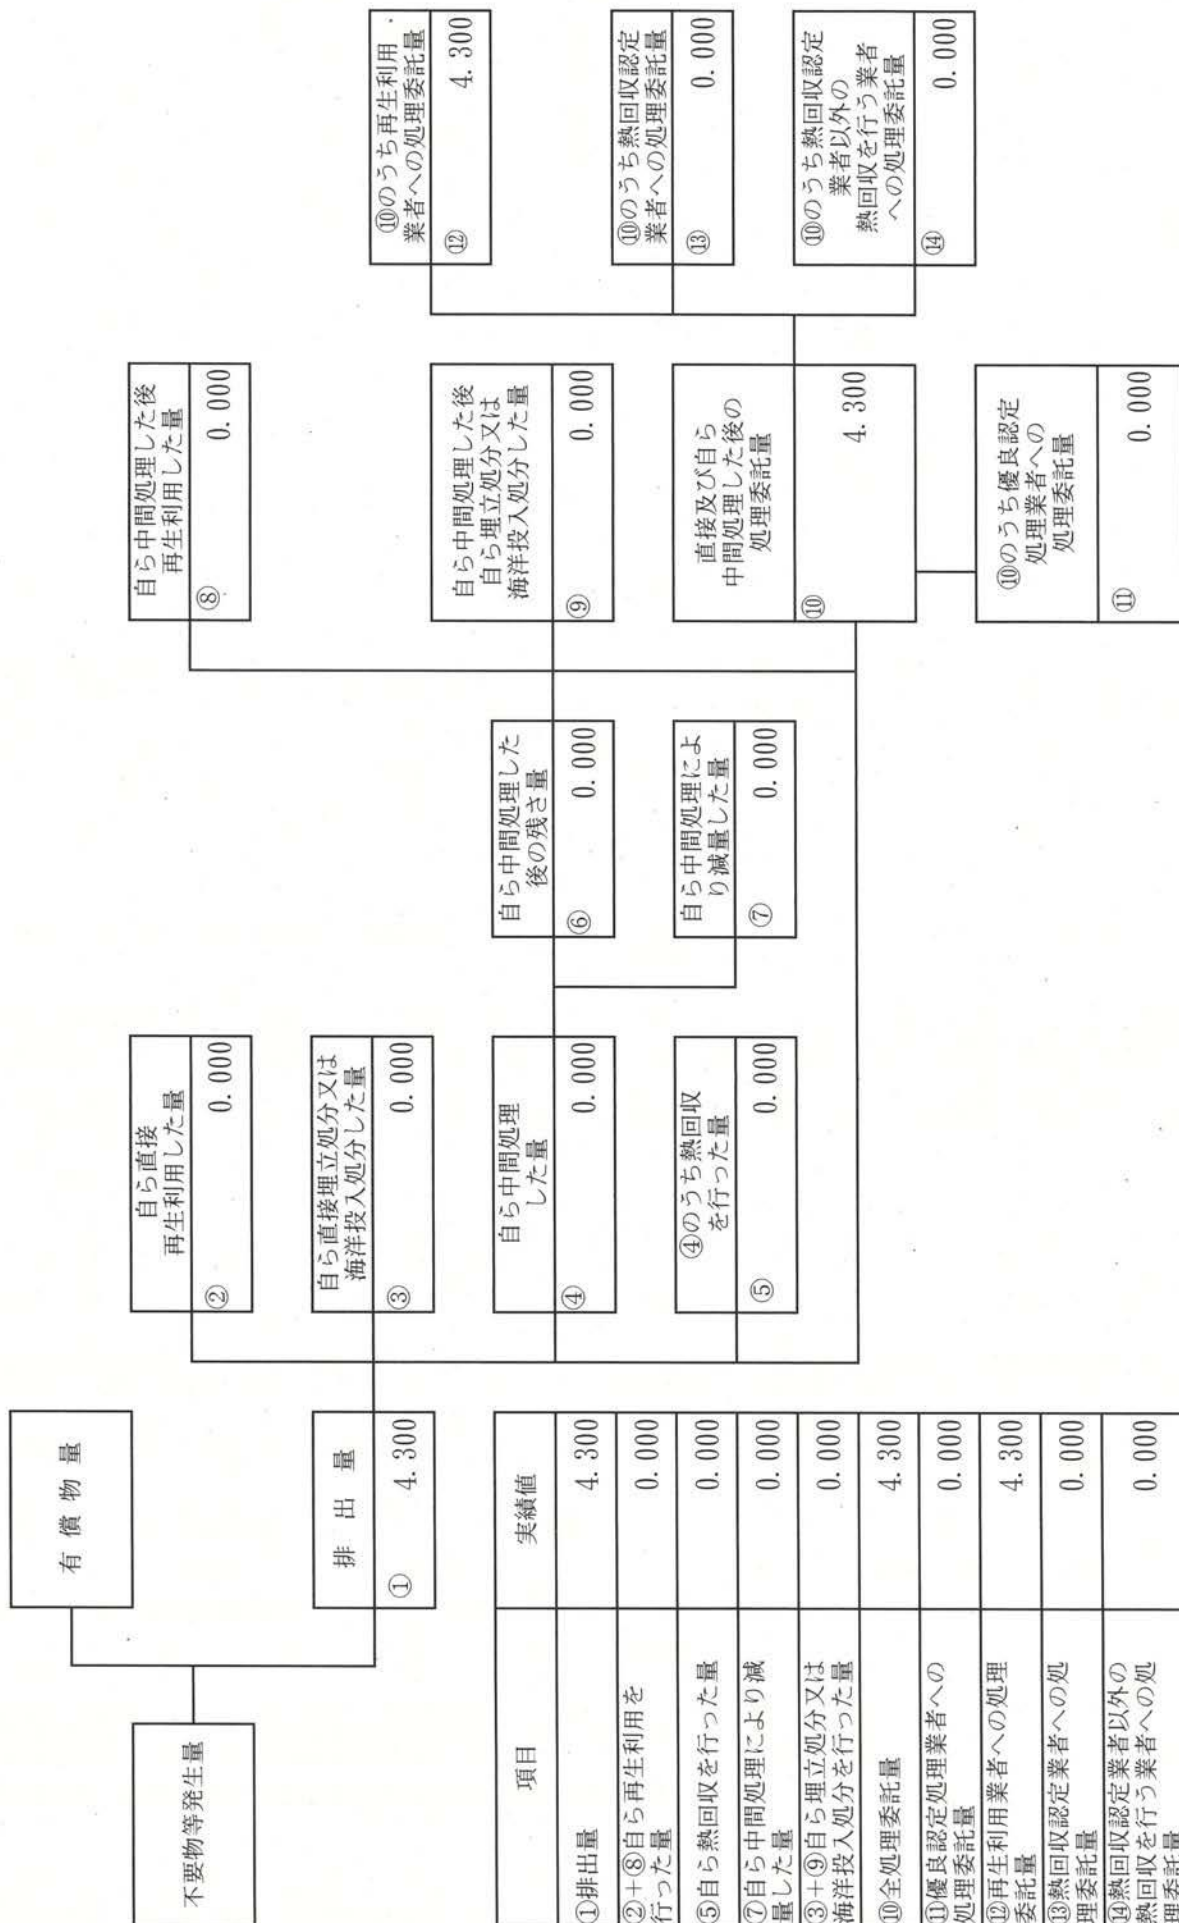 不要物等発生量
有償物量
排出量
①
4.300
自ら直接
再生利用した量
②
0.000
自ら直接埋立処分又は
海洋投入処分した量
③
0.000
自ら中間処理
した量
④
0.000
④のうち熱回収
を行った量
⑤
0.000
自ら中間処理した
後の残さ量
⑥
0.000
自ら中間処理によ
り減量した量
⑦
0.000
自ら中間処理した後
再生利用した量
⑧
0.000
自ら中間処理した後
自ら埋立処分又は
海洋投入処分した量
⑨
0.000
直接及び自ら
中間処理した後の
処理委託量
⑩
4.300
⑩のうち優良認定
処理業者への
処理委託量
⑪
0.000
⑩のうち再生利用
業者への処理委託量
⑫
4.300
⑩のうち熱回収認定
業者への処理委託量
⑬
0.000
⑩のうち熱回収認定
業者以外の
熱回収を行う業者
への処理委託量
⑭
0.000
項目
実績値
①排出量
4.300
②+⑧自ら再生利用を
行った量
0.000
⑤自ら熱回収を行った量
0.000
⑦自ら中間処理により減
量した量
0.000
③+⑨自ら埋立処分又は
海洋投入処分を行った量
0.000
⑩全処理委託量
4.300
⑪優良認定処理業者への
処理委託量
0.000
⑫再生利用業者への処理
委託量
4.300
⑬熱回収認定業者への処
理委託量
0.000
⑭熱回収認定業者以外の
熱回収を行う業者への処
理委託量
0.000